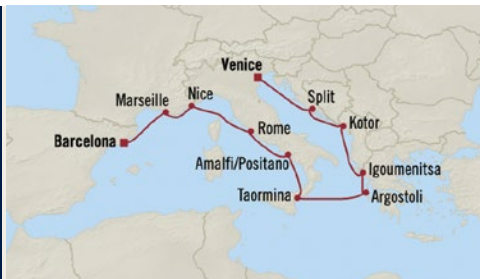 Venice
Split
Nice
Marseille
Kotor
Rome
Barcelona
Amalfi/Positano
Igoumenitsa
Taormina
Argostoli